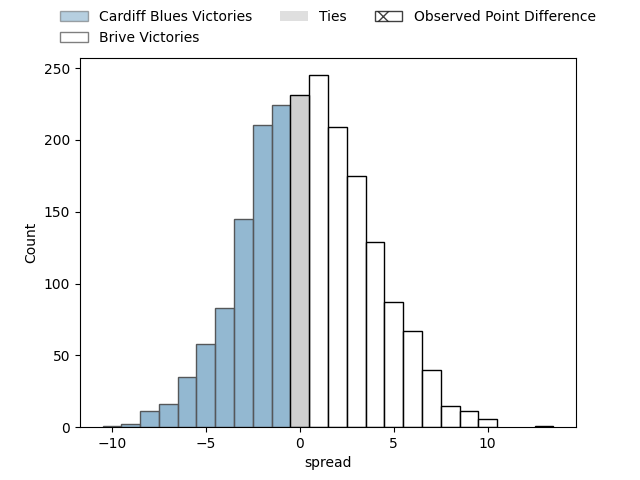 Cardiff Blues Victories
Ties
Observed Point Difference
Brive Victories
250
200
150
100
50
0
Count
−10
−5
0
5
10
spread